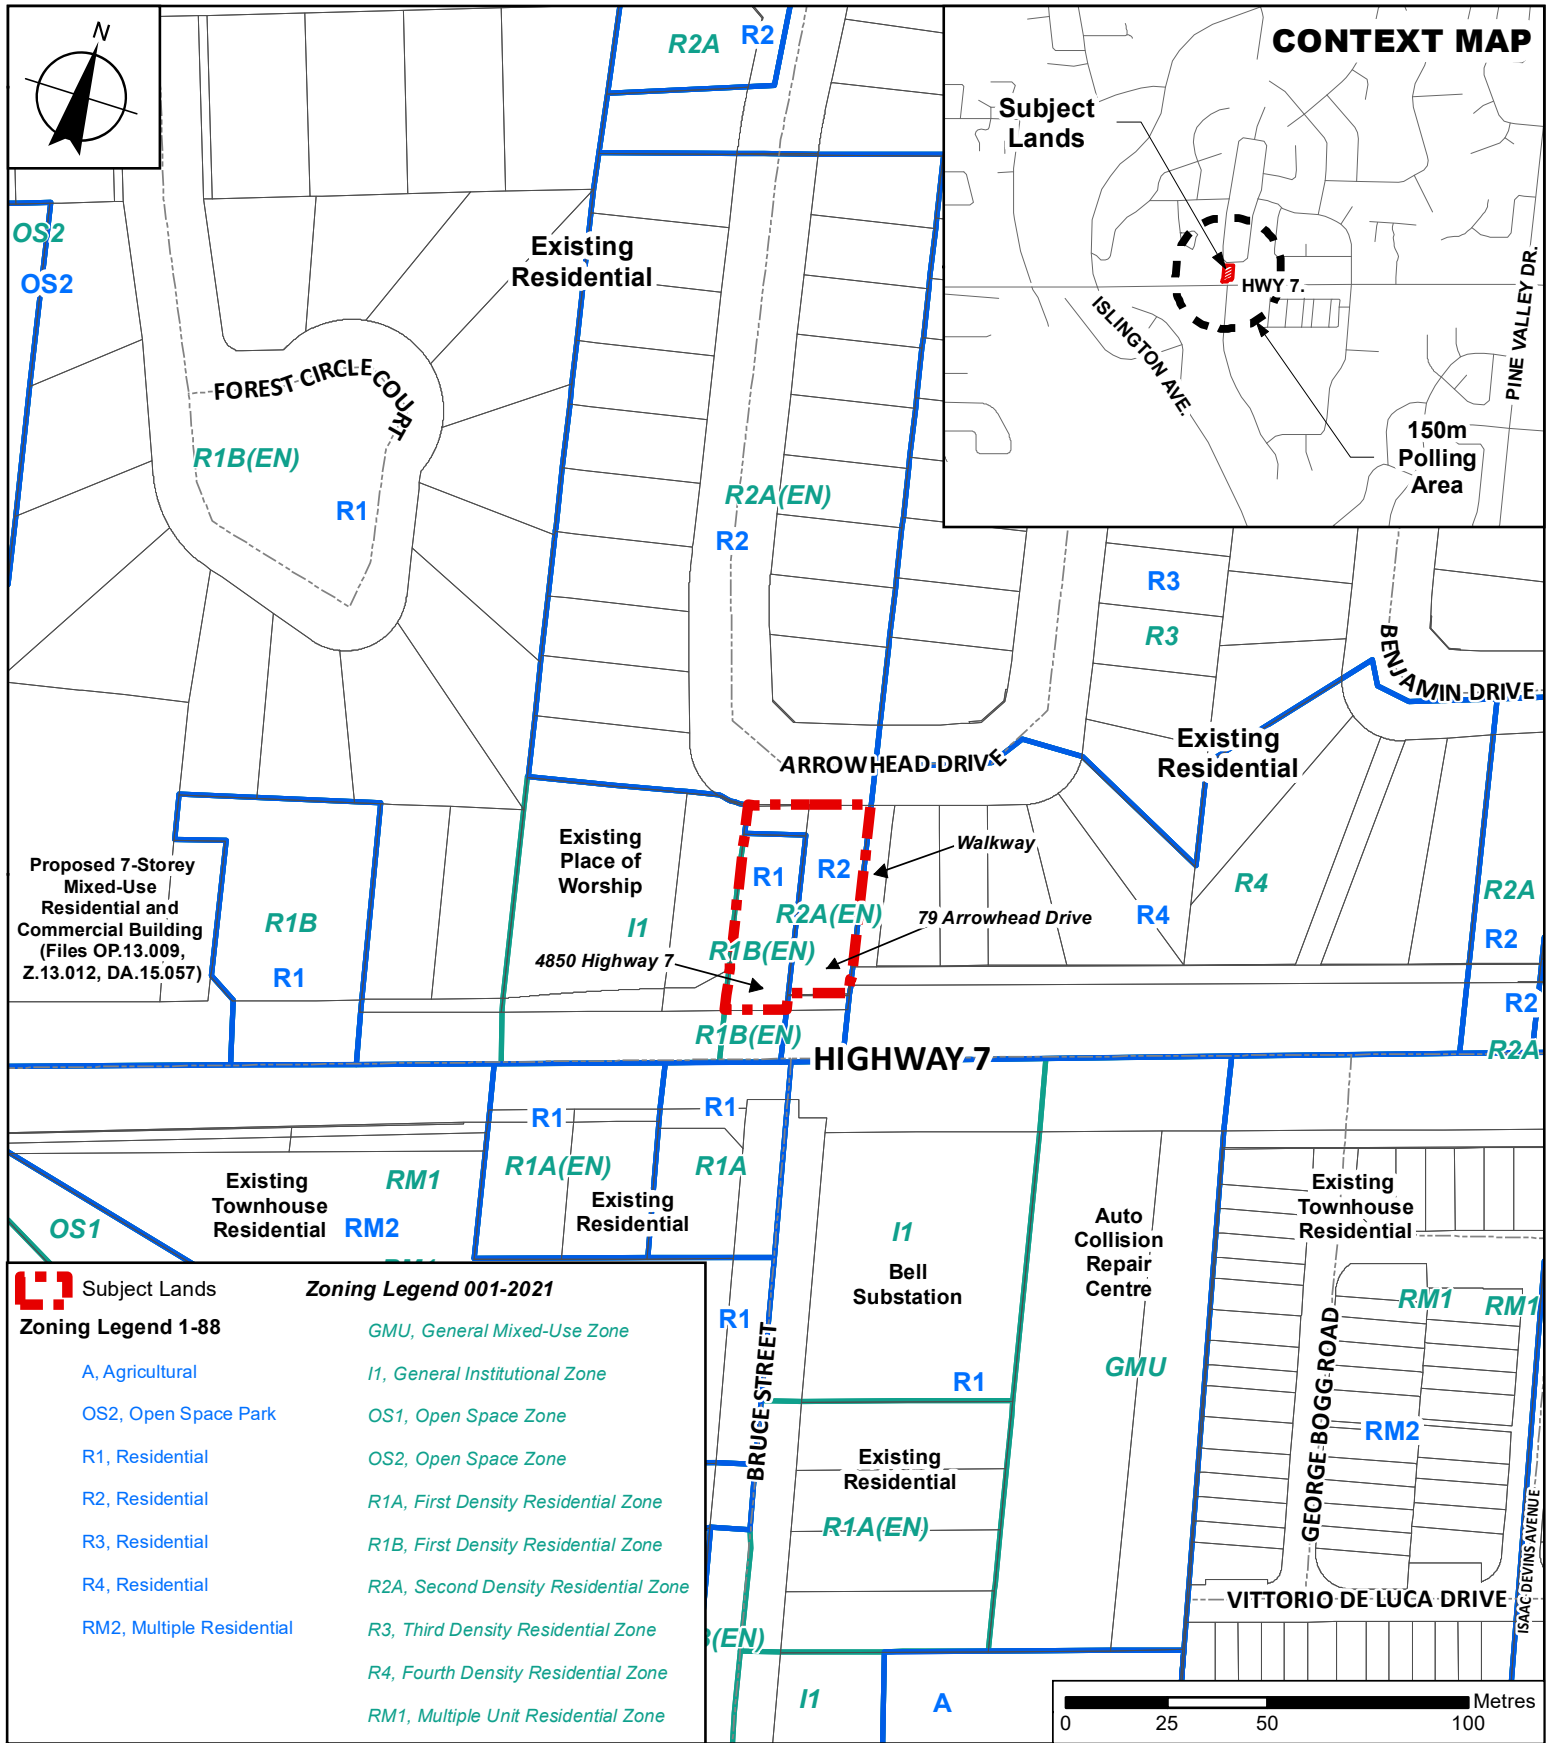 N
R2A
R2
CONTEXT MAP
Subject
Lands
HWY 7.
ISLINGTON AVE.
PINE VALLEY DR.
150m
Polling
Area
OS2
OS2
Existing
Residential
FOREST CIRCLE COURT
R1B(EN)
R1
R2A(EN)
R2
R3
R3
BENJAMIN DRIVE
ARROWHEAD DRIVE
Existing
Residential
Proposed 7-Storey
Mixed-Use
Residential and
Commercial Building
(Files OP.13.009,
Z.13.012, DA.15.057)
R1B
R1
Existing
Place of
Worship
I1
R1
R2
R2A(EN)
R1B(EN)
4850 Highway 7
Walkway
79 Arrowhead Drive
R4
R4
R2A
R2
R2
R2A
R1B(EN)
HIGHWAY 7
R1
R1
R1A(EN)
R1A
Existing
Residential
Existing
Townhouse
Residential
RM1
RM2
OS1
I1
Bell
Substation
Auto
Collision
Repair
Centre
GMU
Existing
Townhouse
Residential
RM1
RM1
RM2
R1
R1
BRUCE STREET
Existing
Residential
R1A(EN)
GEORGE BOGG ROAD
VITTORIO DE LUCA DRIVE
ISAAC DEVINS AVENUE
(EN)
I1
A
Subject Lands
Zoning Legend 1-88
A, Agricultural
OS2, Open Space Park
R1, Residential
R2, Residential
R3, Residential
R4, Residential
RM2, Multiple Residential
Zoning Legend 001-2021
GMU, General Mixed-Use Zone
I1, General Institutional Zone
OS1, Open Space Zone
OS2, Open Space Zone
R1A, First Density Residential Zone
R1B, First Density Residential Zone
R2A, Second Density Residential Zone
R3, Third Density Residential Zone
R4, Fourth Density Residential Zone
RM1, Multiple Unit Residential Zone
Metres
0 25 50 100